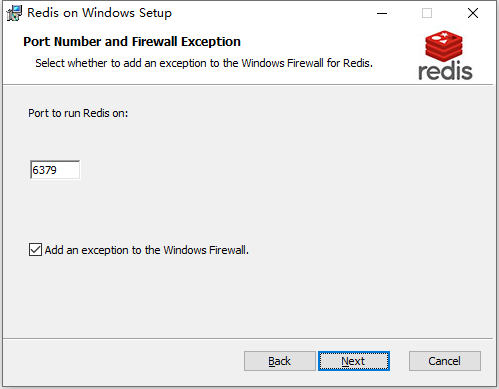 Redis on Windows Setup
Port Number and Firewall Exception
Select whether to add an exception to the Windows Firewall for Redis.
redis
Port to run Redis on:
6379
Add an exception to the Windows Firewall.
Back Next Cancel